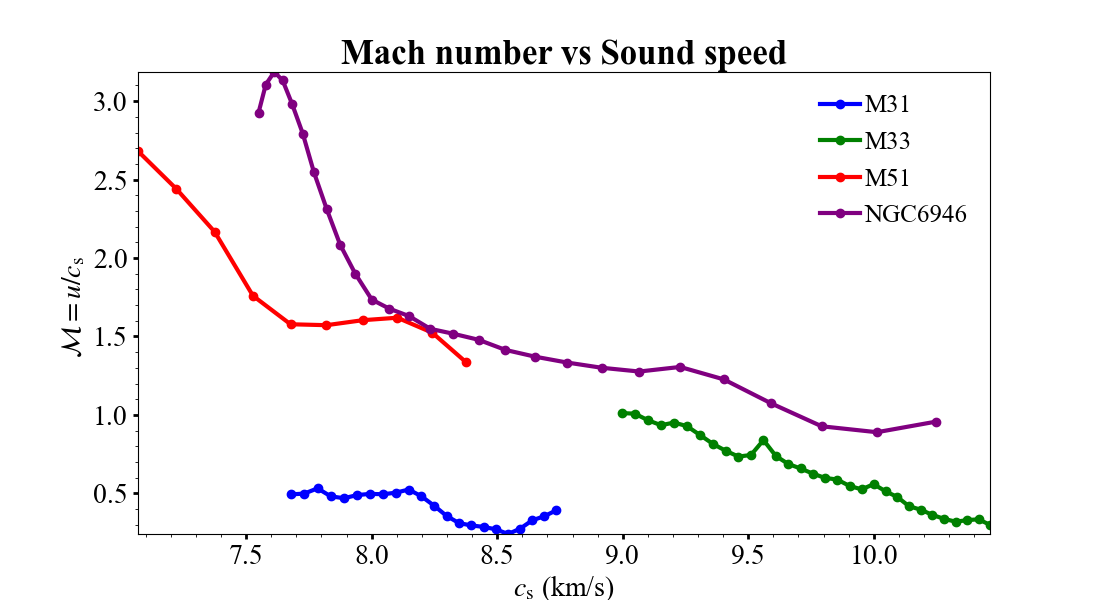 Mach number vs Sound speed
M31
M33
M51
NGC6946
3.0
2.5
2.0
1.5
1.0
0.5
ℳ = u/cₛ
7.5 8.0 8.5 9.0 9.5 10.0
cₛ (km/s)